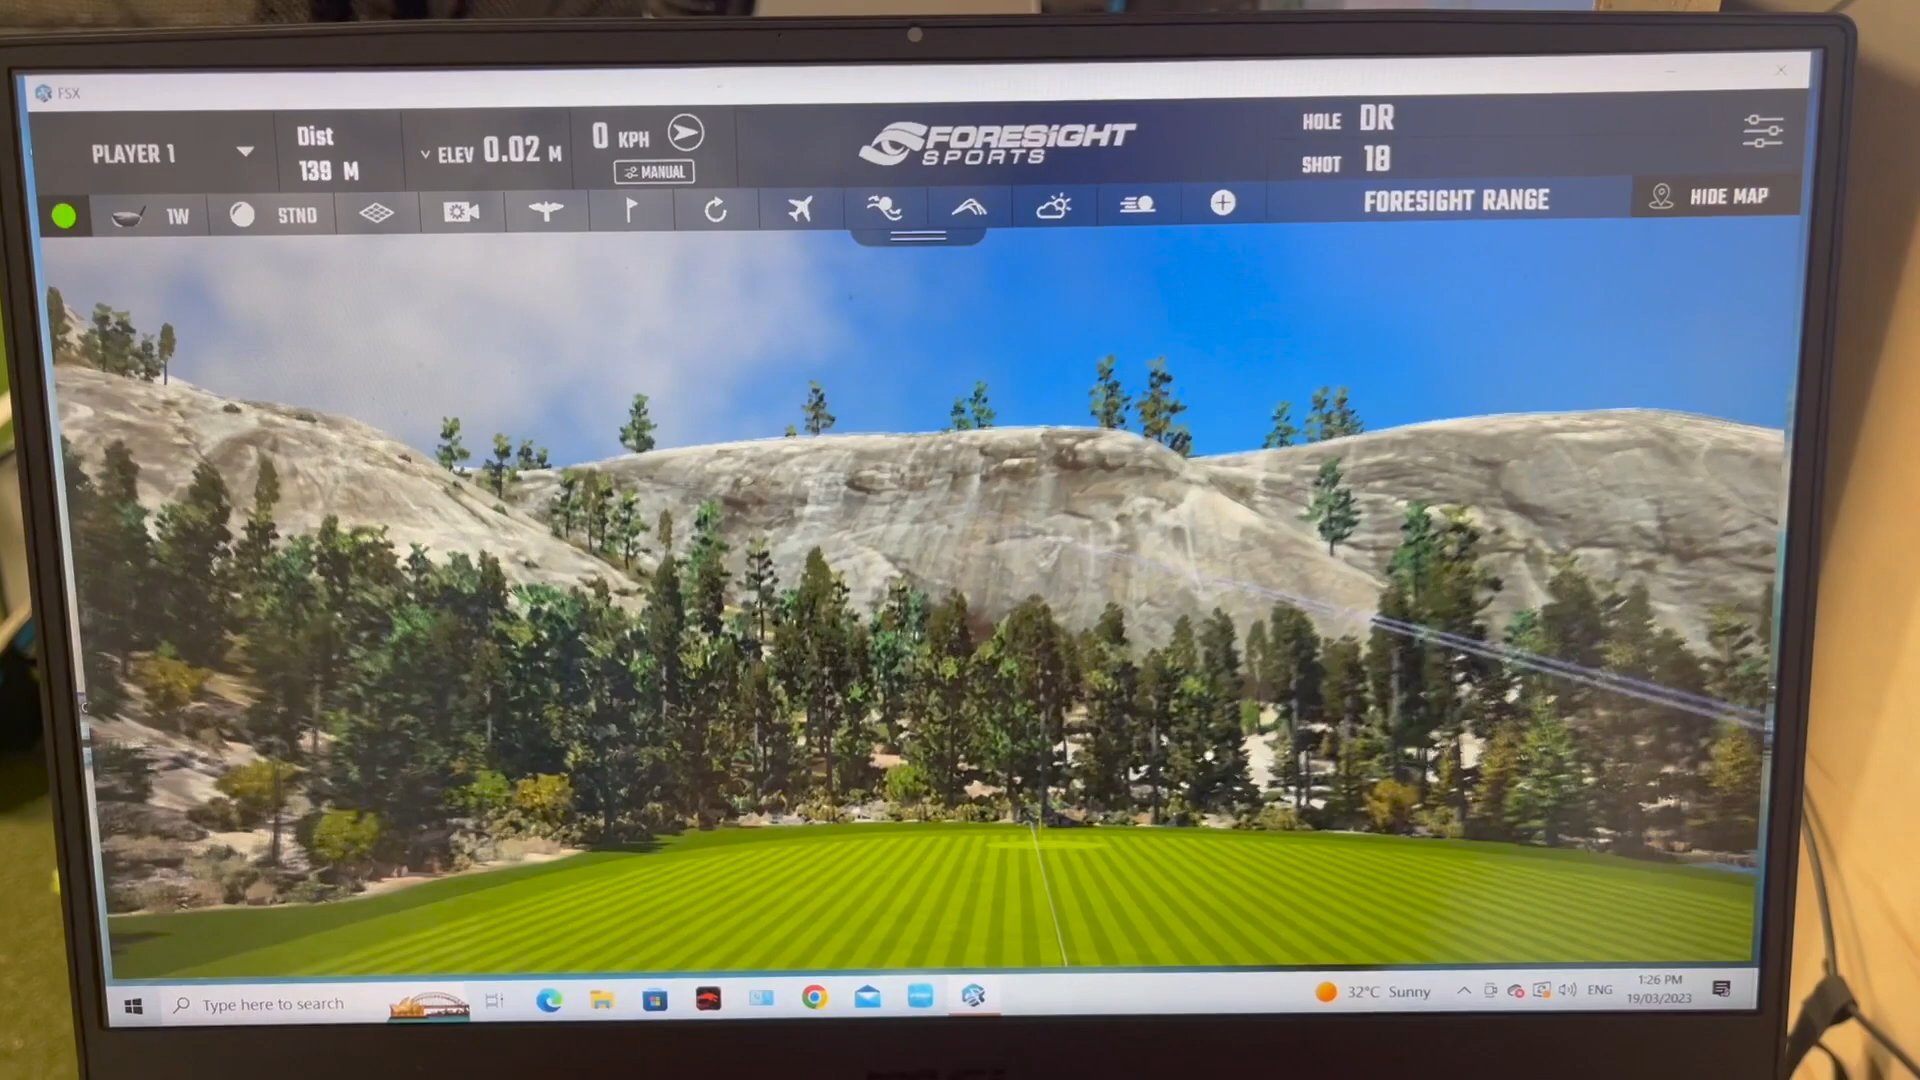 FSX
PLAYER 1
Dist
139 M
ELEV 0.02 M
0 KPH
MANUAL
FORESIGHT
SPORTS
HOLE DR
SHOT 18
1W
STND
FORESIGHT RANGE
HIDE MAP
Type here to search
32°C Sunny
ENG
1:26 PM
19/03/2023